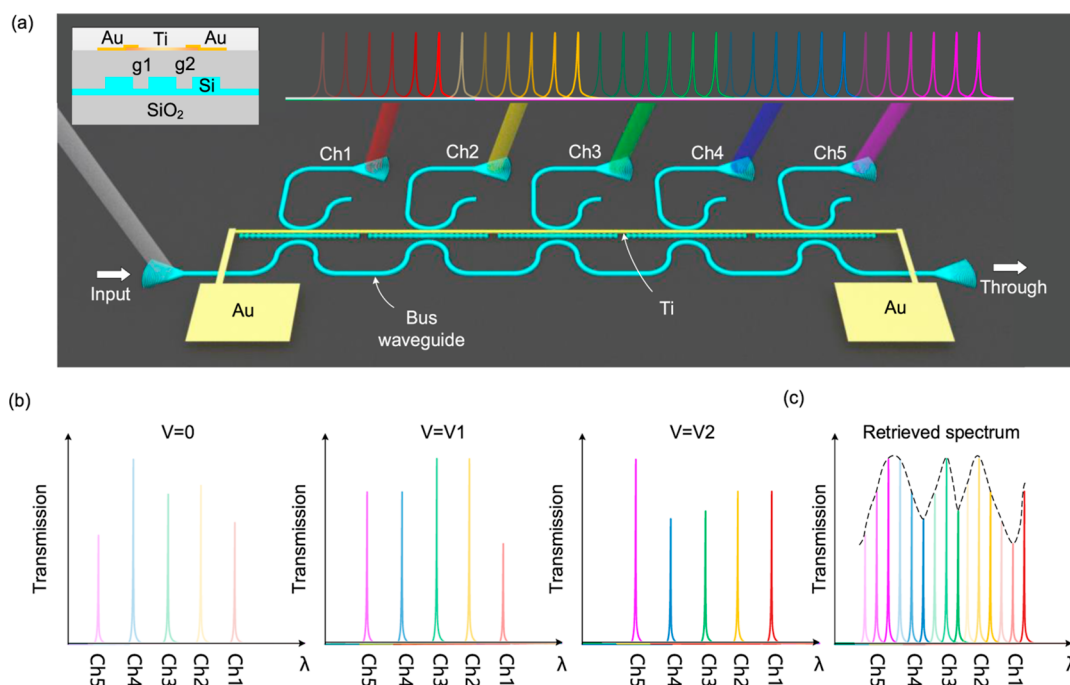 (a)
Au
Ti
Au
g1
g2
Si
SiO2
Ch1
Ch2
Ch3
Ch4
Ch5
Input
Through
Au
Bus
waveguide
Ti
Au
(b)
(c)
V=0
V=V1
V=V2
Retrieved spectrum
Transmission
Ch5
Ch4
Ch3
Ch2
Ch1
λ
Transmission
Ch5
Ch4
Ch3
Ch2
Ch1
λ
Transmission
Ch5
Ch4
Ch3
Ch2
Ch1
λ
Transmission
Ch5
Ch4
Ch3
Ch2
Ch1
λ